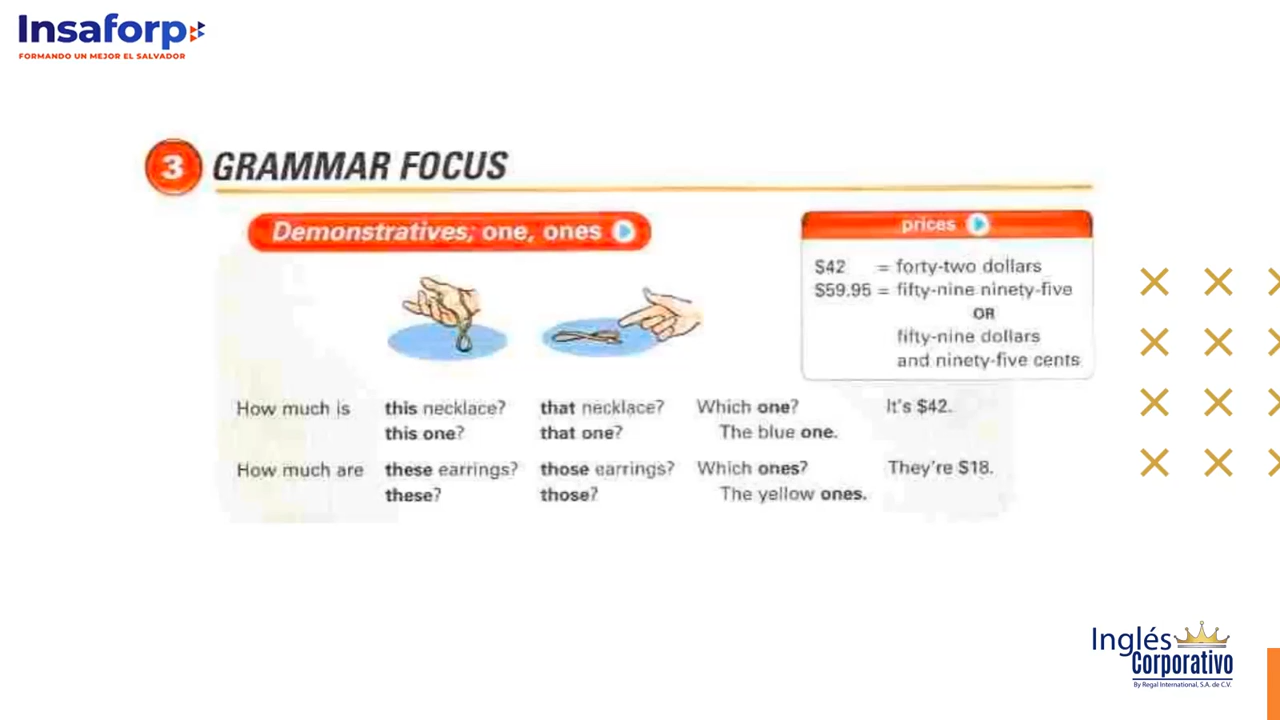 Insaforp
FORMANDO UN MEJOR EL SALVADOR
3 GRAMMAR FOCUS
Demonstratives; one, ones
prices
$42 = forty-two dollars
$59.95 = fifty-nine ninety-five
OR
fifty-nine dollars
and ninety-five cents
How much is this necklace? that necklace? Which one? It's $42.
this one? that one? The blue one.
How much are these earrings? those earrings? Which ones? They're $18.
these? those? The yellow ones.
Inglés
Corporativo
By Regal International, S.A. de C.V.